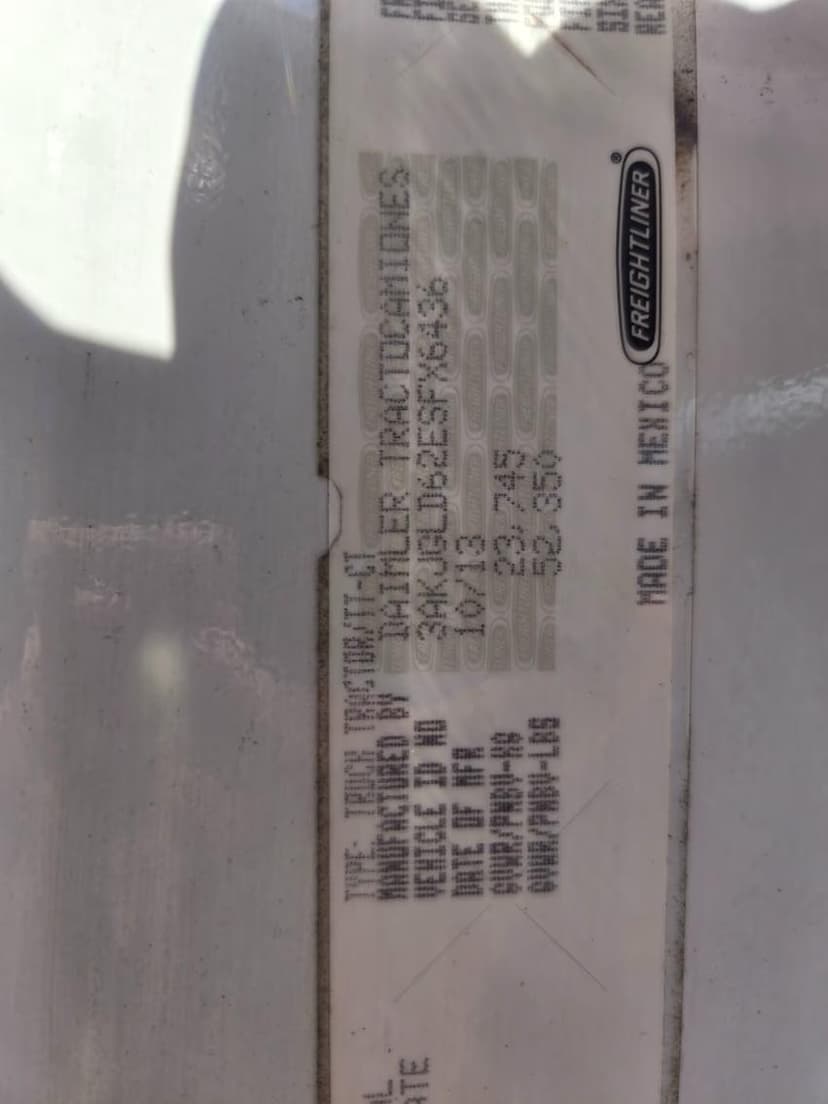 TYPE- TRUCK TRACTOR/TT-CT
MANUFACTURED BY DAIMLER TRACTOCAMIONES
VEHICLE ID NO 3AKJGLD62ESFX6436
DATE OF MFR 10/13
GVWR/PNBV-KG 23,745
GVWR/PNBV-LBS 52,350
MADE IN MEXICO FREIGHTLINER®